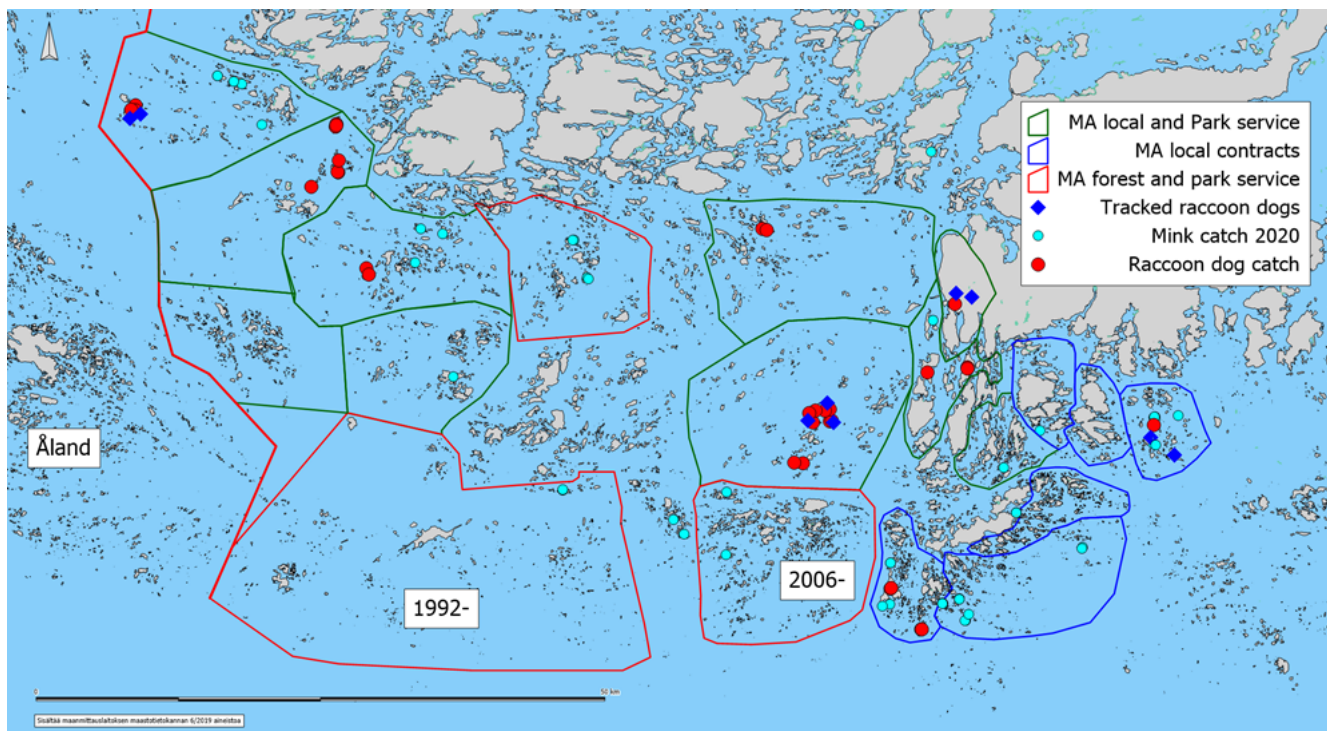 MA local and Park service
MA local contracts
MA forest and park service
Tracked raccoon dogs
Mink catch 2020
Raccoon dog catch
Åland
2006-
1992-
0
50 km
Sisältää maanmittauslaitoksen maastotietokannan 6/2019 aineistoa